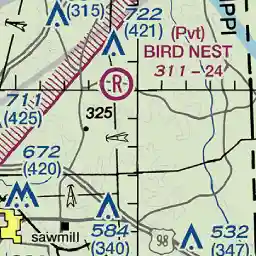 (315)
722
(421)
(Pvt)
BIRD NEST
311 - 24
R
711
(425)
325
672
(420)
584
(340)
98
532
(347)
sawmill